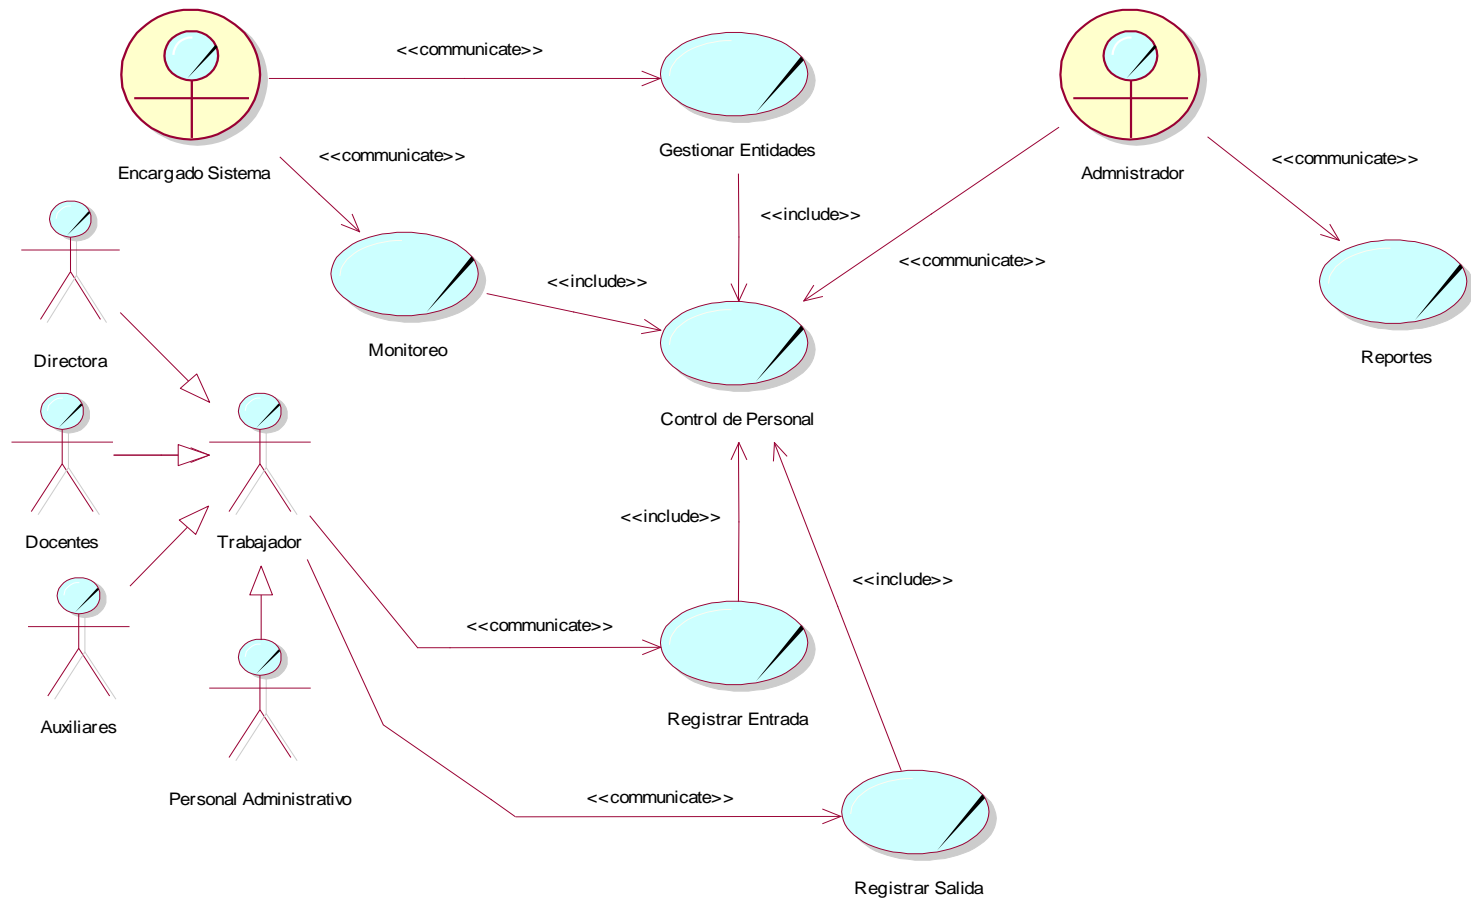 <<communicate>>
Encargado Sistema
<<communicate>>
Gestionar Entidades
<<include>>
Admnistrador
<<communicate>>
<<communicate>>
Reportes
Monitoreo
<<include>>
Control de Personal
Directora
Docentes
Trabajador
Auxiliares
Personal Administrativo
<<include>>
<<include>>
<<communicate>>
Registrar Entrada
<<communicate>>
Registrar Salida